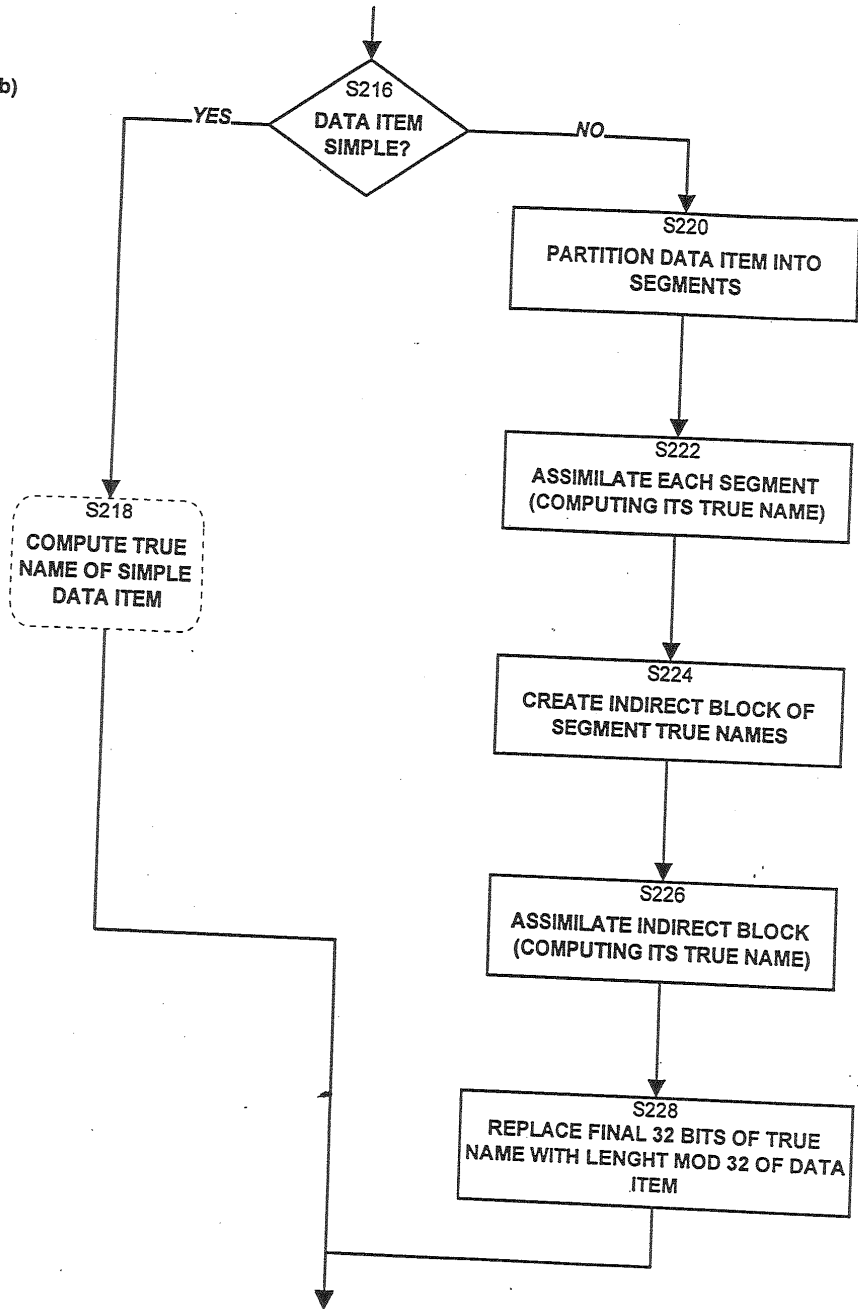 b)
S216
DATA ITEM
SIMPLE?
YES
NO
S220
PARTITION DATA ITEM INTO
SEGMENTS
S222
ASSIMILATE EACH SEGMENT
(COMPUTING ITS TRUE NAME)
S218
COMPUTE TRUE
NAME OF SIMPLE
DATA ITEM
S224
CREATE INDIRECT BLOCK OF
SEGMENT TRUE NAMES
S226
ASSIMILATE INDIRECT BLOCK
(COMPUTING ITS TRUE NAME)
S228
REPLACE FINAL 32 BITS OF TRUE
NAME WITH LENGHT MOD 32 OF DATA
ITEM